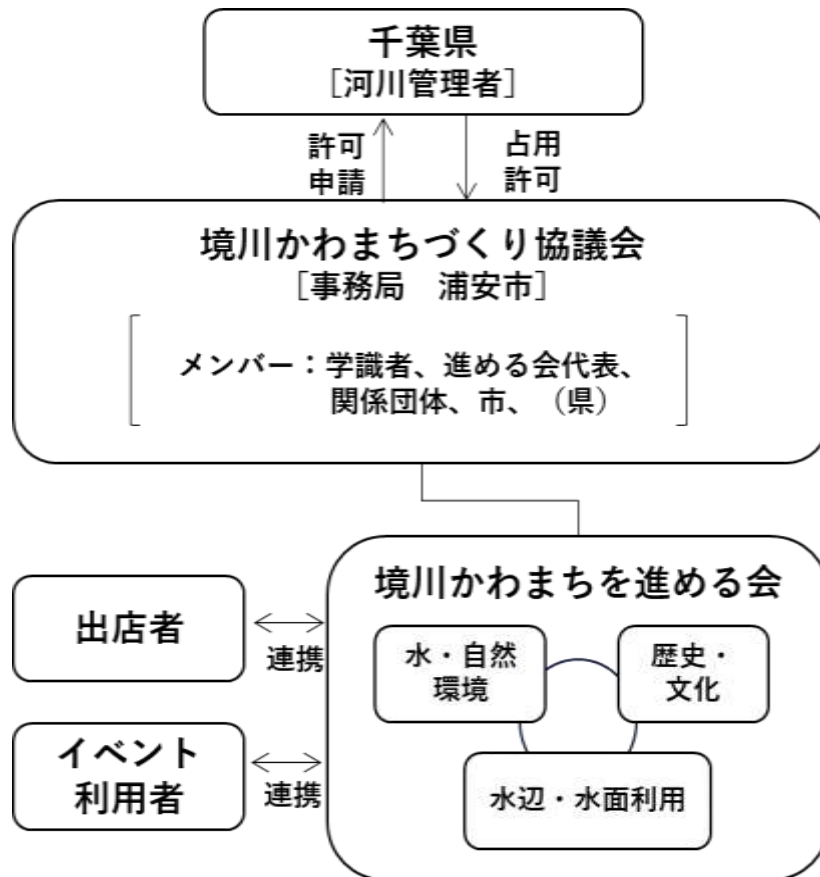 千葉県
［河川管理者］
許可
申請
占用
許可
境川かわまちづくり協議会
［事務局　浦安市］
メンバー：学識者、進める会代表、
関係団体、市、（県）
境川かわまちを進める会
出店者
連携
水・自然
環境
歴史・
文化
イベント
利用者
連携
水辺・水面利用